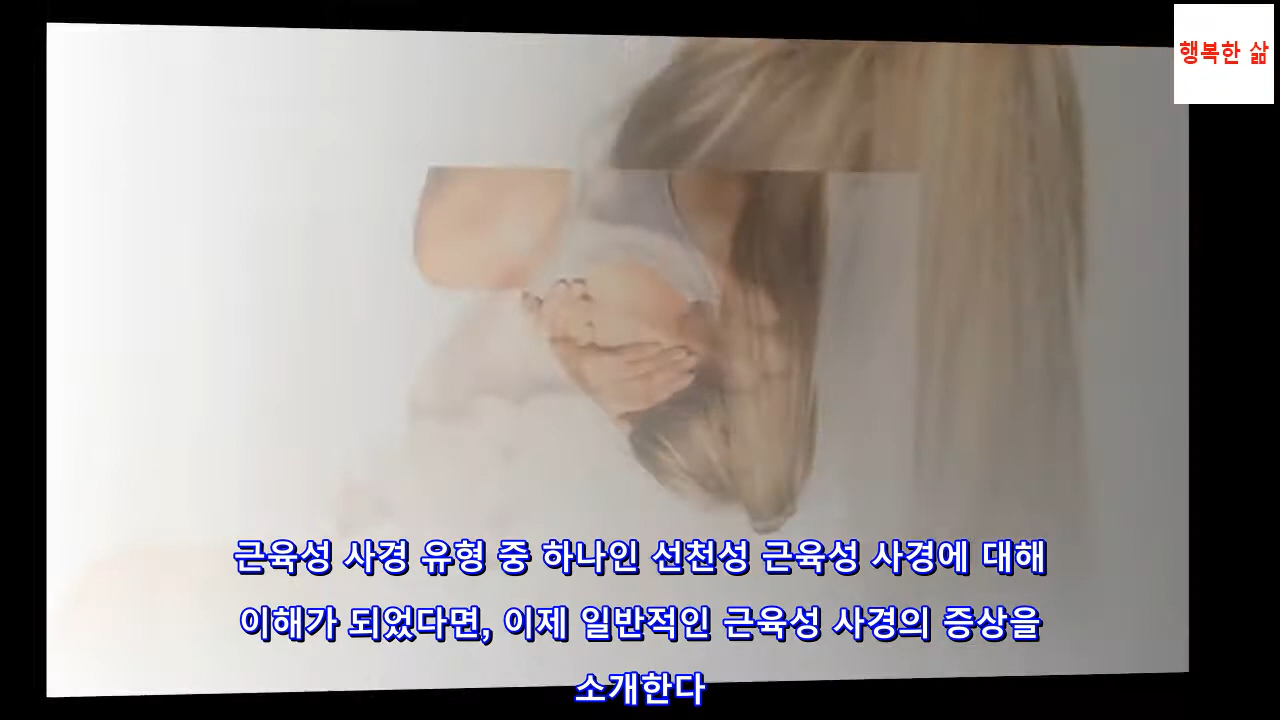 행복한 삶
근육성 사경 유형 중 하나인 선천성 근육성 사경에 대해
이해가 되었다면, 이제 일반적인 근육성 사경의 증상을
소개한다